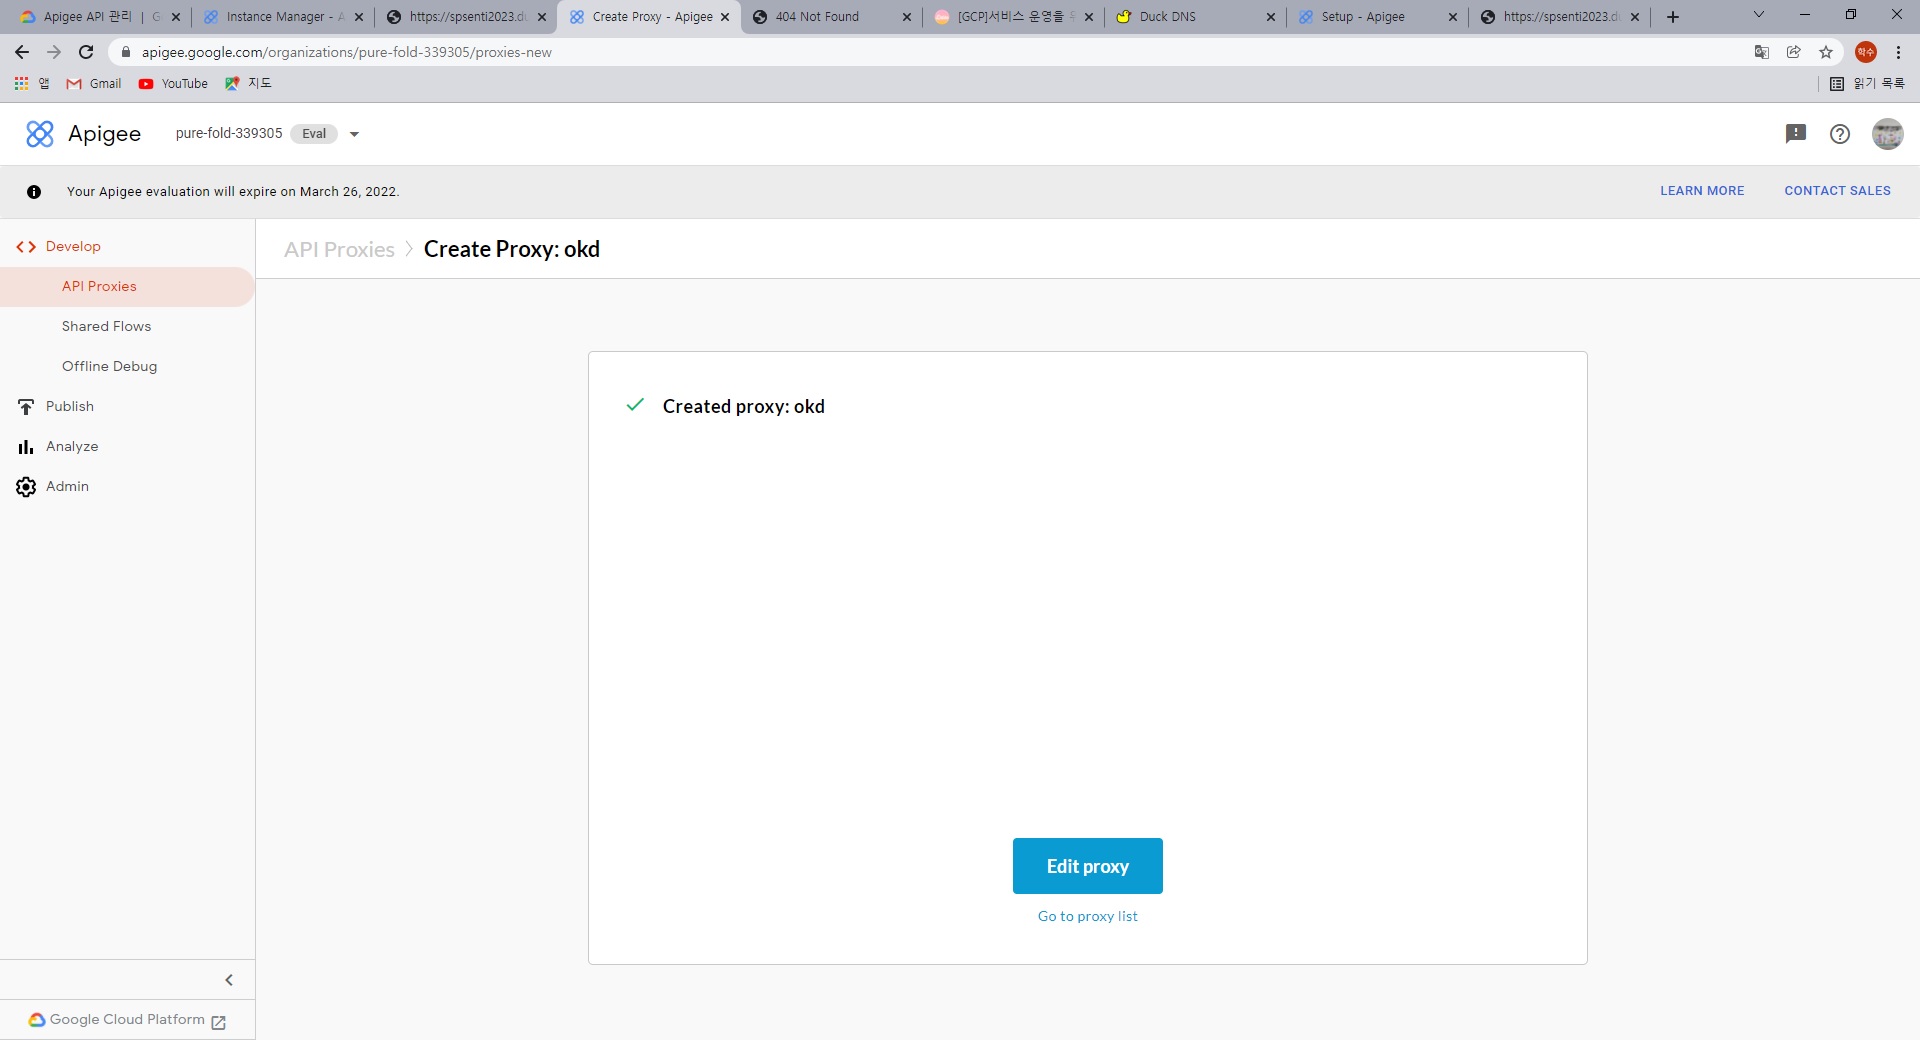 Apigee API 관리 | G
Instance Manager - A
https://spsenti2023.du
Create Proxy - Apigee
404 Not Found
[GCP]서비스 운영을
Duck DNS
Setup - Apigee
https://spsenti2023.d
apigee.google.com/organizations/pure-fold-339305/proxies-new
학수
앱
Gmail
YouTube
지도
읽기 목록
Apigee
pure-fold-339305
Eval
Your Apigee evaluation will expire on March 26, 2022.
LEARN MORE
CONTACT SALES
Develop
API Proxies
Shared Flows
Offline Debug
Publish
Analyze
Admin
API Proxies
Create Proxy: okd
Created proxy: okd
Edit proxy
Go to proxy list
Google Cloud Platform